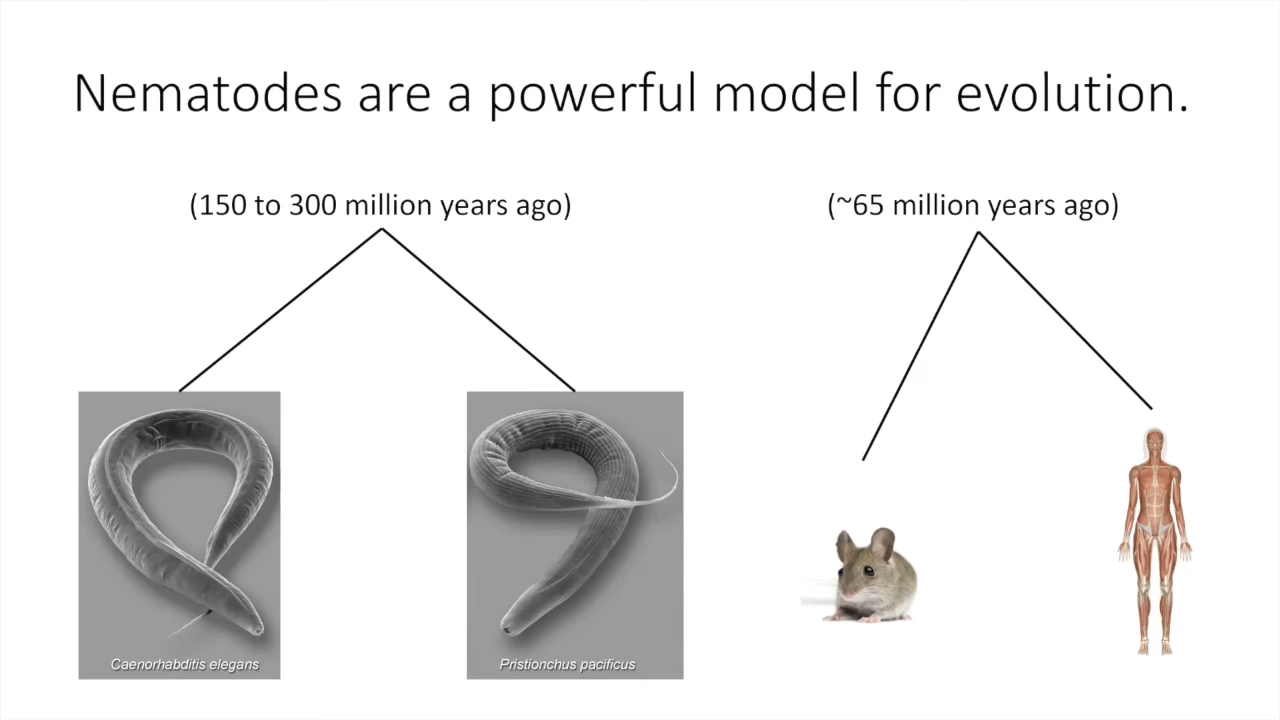 Nematodes are a powerful model for evolution.
(150 to 300 million years ago)
(~65 million years ago)
Caenorhabditis elegans
Pristionchus pacificus